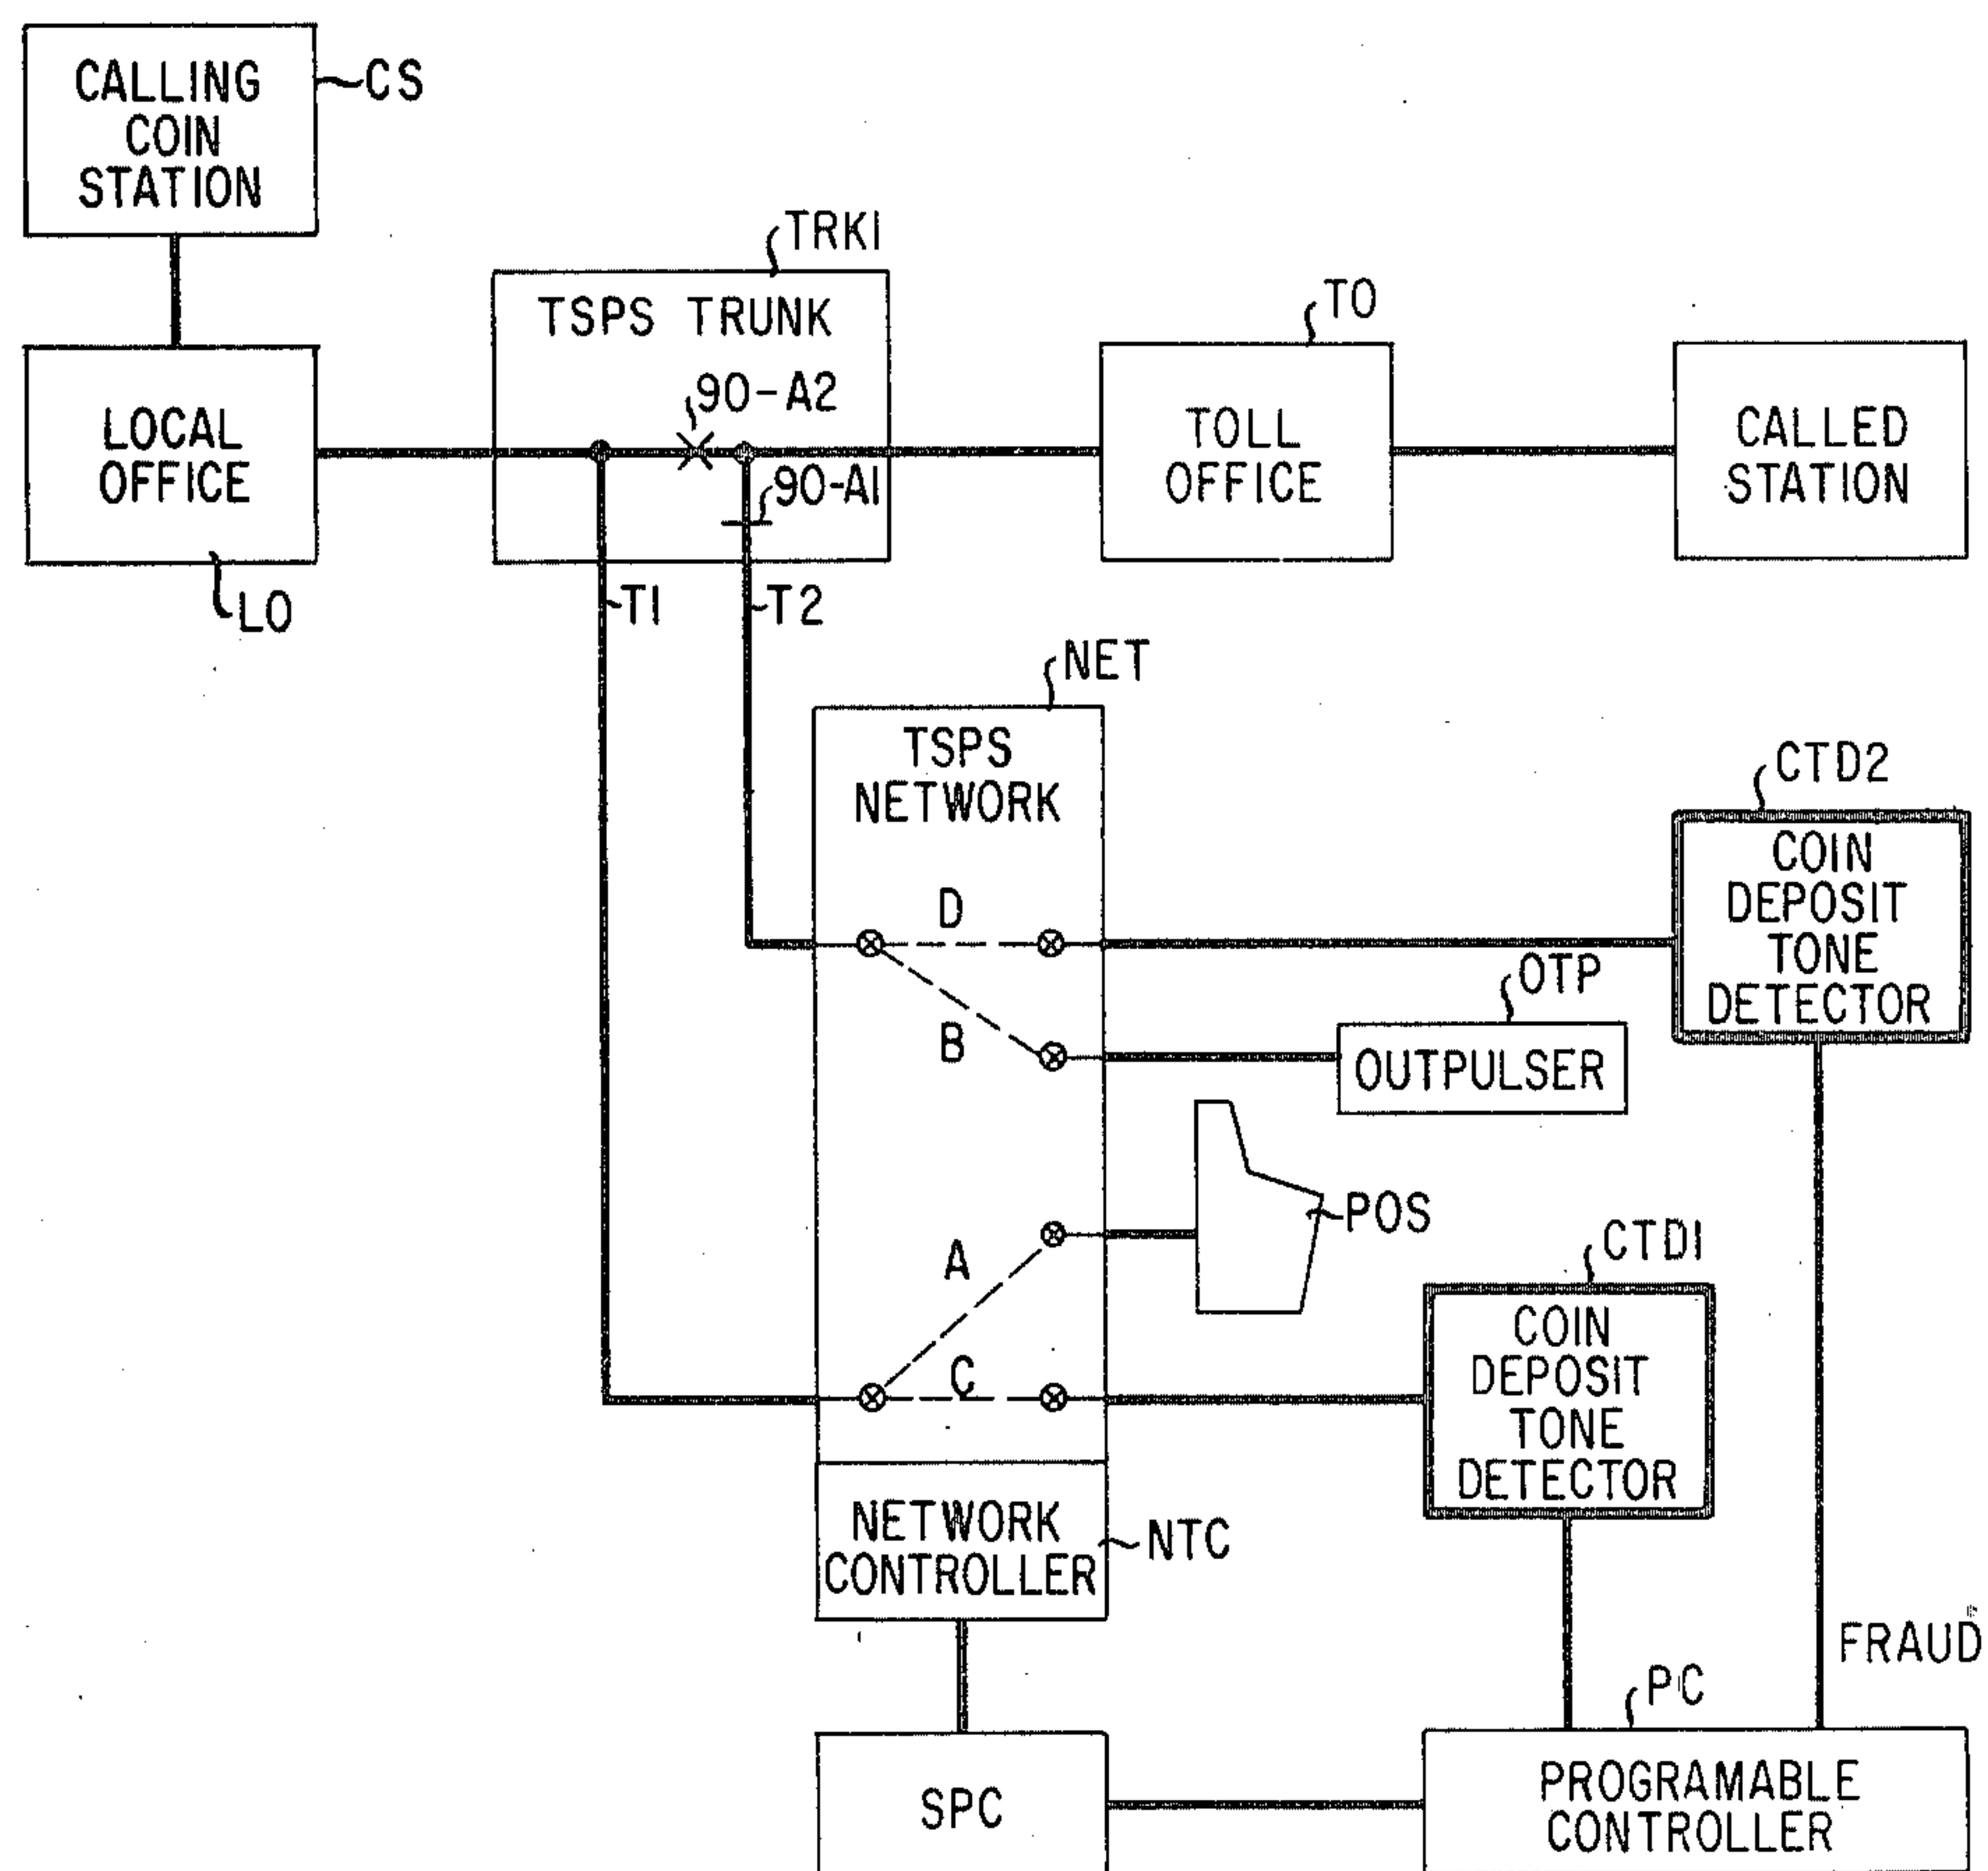 CALLING
COIN
STATION
CS
TRK1
TSPS TRUNK
TO
90-A2
LOCAL
OFFICE
TOLL
OFFICE
CALLED
STATION
90-A1
LO
T1
T2
NET
TSPS
NETWORK
CTD2
COIN
DEPOSIT
TONE
DETECTOR
D
OTP
B
OUTPULSER
POS
A
CTD1
COIN
DEPOSIT
TONE
DETECTOR
C
NETWORK
CONTROLLER
NTC
FRAUD
PC
SPC
PROGRAMABLE
CONTROLLER